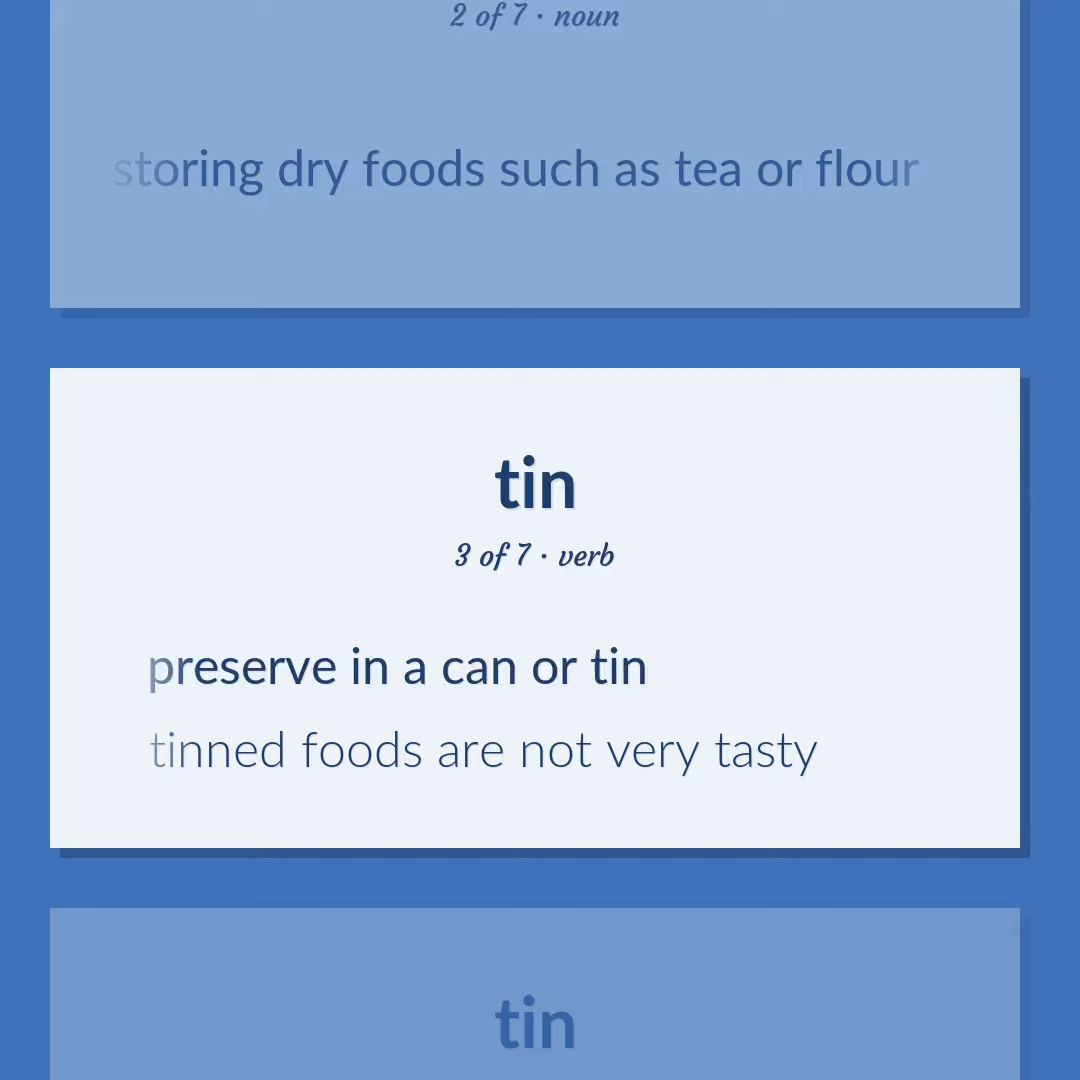 2 of 7 · noun
storing dry foods such as tea or flour
tin
3 of 7 · verb
preserve in a can or tin
tinned foods are not very tasty
tin